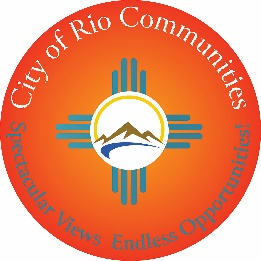 City of Rio Communities
Spectacular Views Endless Opportunities!